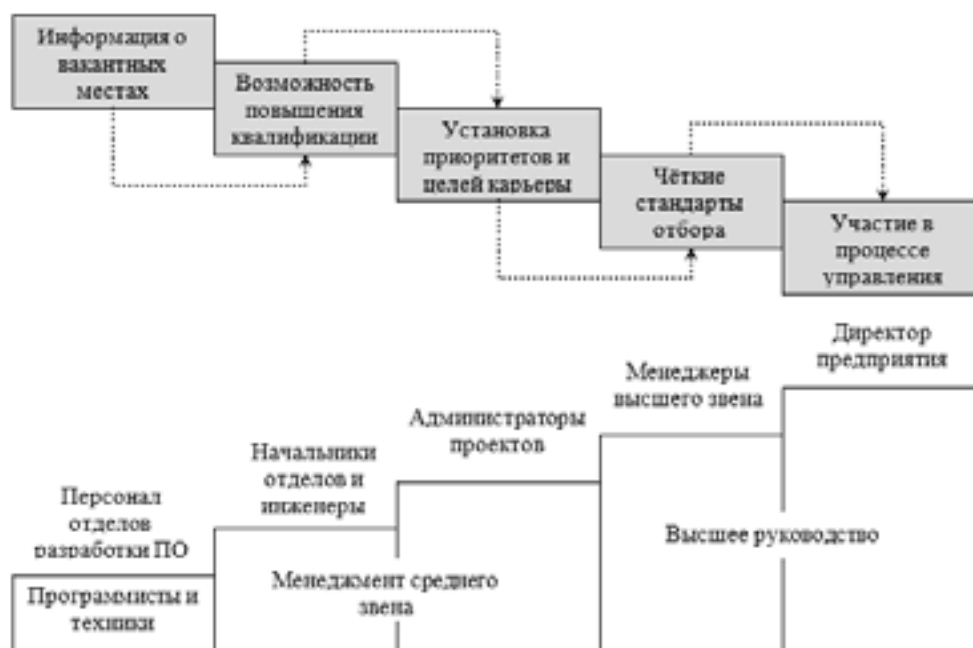 Информация о
вакантных
местах
Возможность
повышения
квалификации
Установка
приоритетов и
целей карьеры
Чёткие
стандарты
отбора
Участие в
процессе
управления
Директор
предприятия
Менеджеры
высшего звена
Администраторы
проектов
Начальники
отделов и
инженеры
Персонал
отделов
разработки ПО
Высшее руководство
Менеджмент среднего
звена
Программисты и
техники